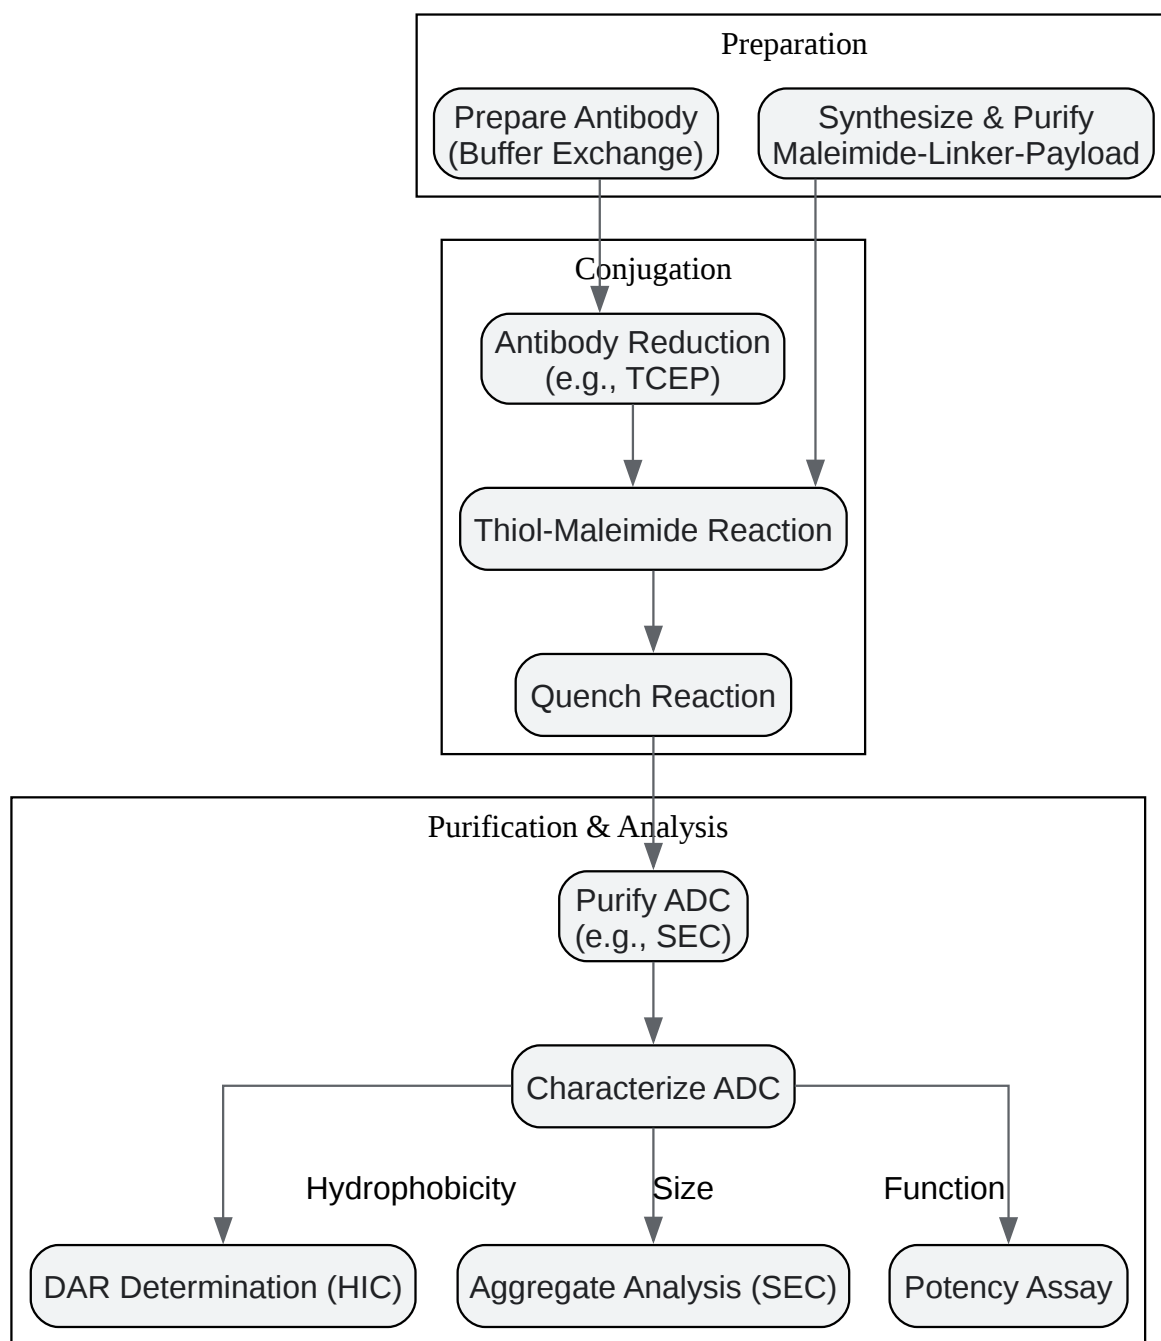 Preparation
Prepare Antibody
(Buffer Exchange)
Synthesize & Purify
Maleimide-Linker-Payload
Conjugation
Antibody Reduction
(e.g., TCEP)
Thiol-Maleimide Reaction
Quench Reaction
Purification & Analysis
Purify ADC
(e.g., SEC)
Characterize ADC
Hydrophobicity
Size
Function
DAR Determination (HIC)
Aggregate Analysis (SEC)
Potency Assay